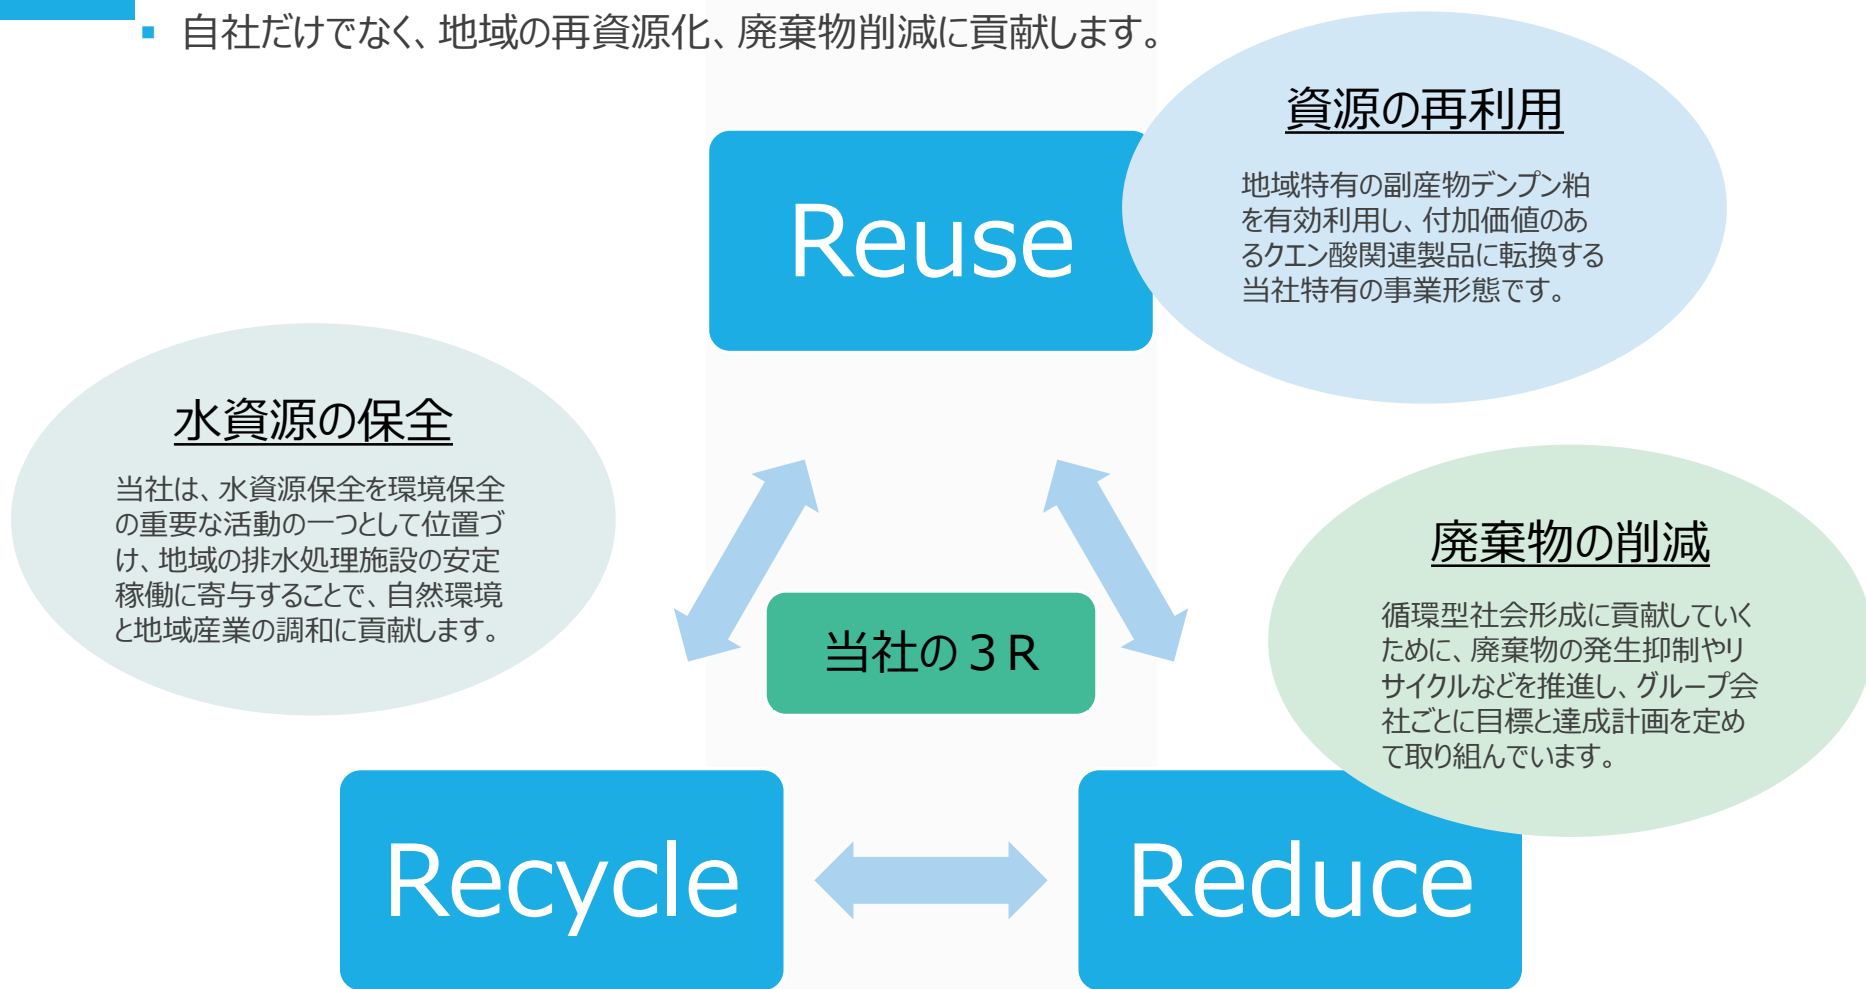 ▪ 自社だけでなく、地域の再資源化、廃棄物削減に貢献します。
資源の再利用
地域特有の副産物デンプン粕
を有効利用し、付加価値のあ
るクエン酸関連製品に転換する
当社特有の事業形態です。
Reuse
水資源の保全
当社は、水資源保全を環境保全
の重要な活動の一つとして位置づ
け、地域の排水処理施設の安定
稼働に寄与することで、自然環境
と地域産業の調和に貢献します。
廃棄物の削減
循環型社会形成に貢献していく
ために、廃棄物の発生抑制やリ
サイクルなどを推進し、グループ会
社ごとに目標と達成計画を定め
て取り組んでいます。
当社の３Ｒ
Recycle
Reduce